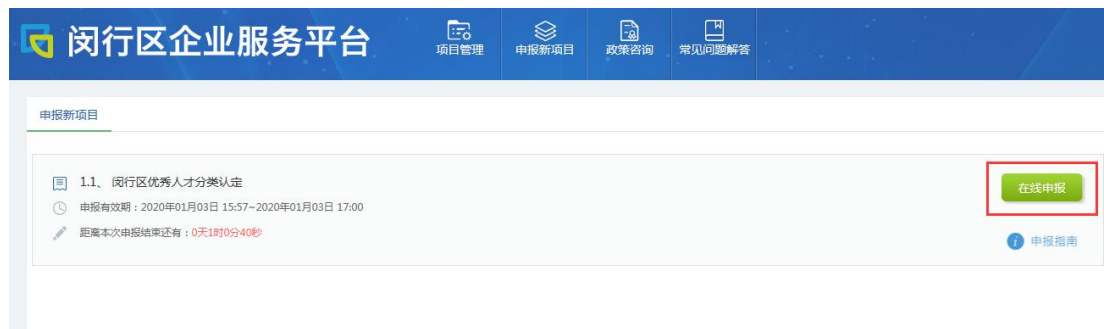 闵行区企业服务平台
项目管理
申报新项目
政策咨询
常见问题解答
申报新项目
1.1、 闵行区优秀人才分类认定
在线申报
申报有效期：2020年01月03日 15:57~2020年01月03日 17:00
距离本次申报结束还有：0天1时0分40秒
申报指南